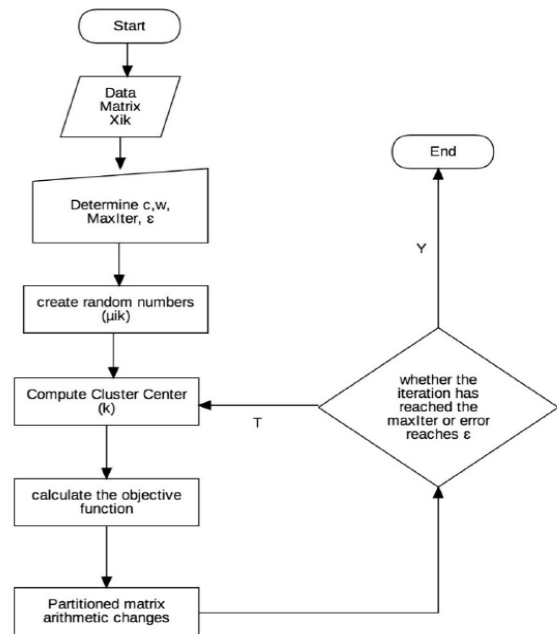 Start
Data
Matrix
Xik
Determine c,w,
MaxIter, ε
create random numbers
(μik)
Compute Cluster Center
(k)
calculate the objective
function
Partitioned matrix
arithmetic changes
whether the
iteration has
reached the
maxIter or error
reaches ε
T
Y
End